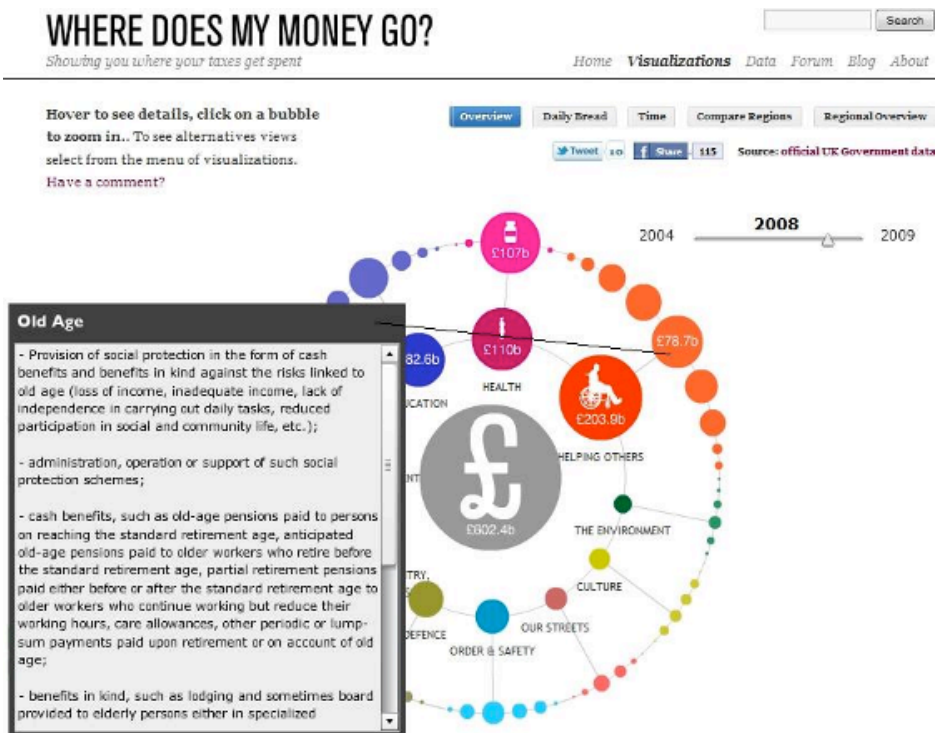 WHERE DOES MY MONEY GO?
Showing you where your taxes get spent
Search
Home Visualizations Data Forum Blog About
Hover to see details, click on a bubble
to zoom in.. To see alternatives views
select from the menu of visualizations.
Have a comment?
Overview Daily Bread Time Compare Regions Regional Overview
Tweet 10 f Share 115 Source: official UK Government data
2004 2008 2009
£107b
Old Age
- Provision of social protection in the form of cash
benefits and benefits in kind against the risks linked to
old age (loss of income, inadequate income, lack of
independence in carrying out daily tasks, reduced
participation in social and community life, etc.);
- administration, operation or support of such social
protection schemes;
- cash benefits, such as old-age pensions paid to persons
on reaching the standard retirement age, anticipated
old-age pensions paid to older workers who retire before
the standard retirement age, partial retirement pensions
paid either before or after the standard retirement age to
older workers who continue working but reduce their
working hours, care allowances, other periodic or lump-
sum payments paid upon retirement or on account of old
age;
- benefits in kind, such as lodging and sometimes board
provided to elderly persons either in specialized
82.6b
£110b
£78.7b
UCATION
HEALTH
£203.9b
HELPING OTHERS
NT
£
£602.4b
THE ENVIRONMENT
TRY,
S
CULTURE
DEFENCE
OUR STREETS
ORDER & SAFETY